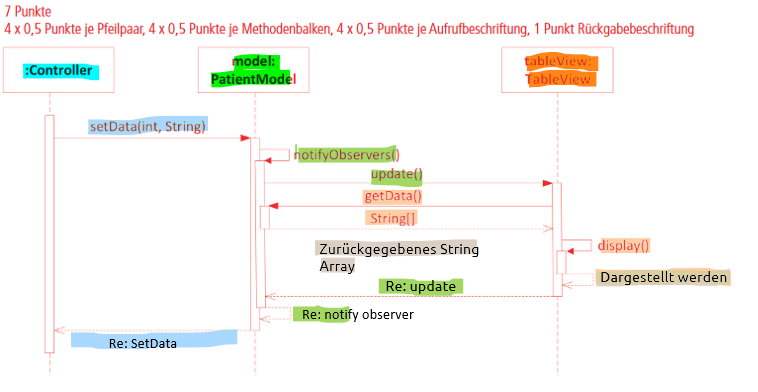 7 Punkte
4 x 0,5 Punkte je Pfeilpaar, 4 x 0,5 Punkte je Methodenbalken, 4 x 0,5 Punkte je Aufrufbeschriftung, 1 Punkt Rückgabebeschriftung
:Controller
model:
PatientModel
tableView:
TableView
setData(int, String)
notifyObservers()
update()
getData()
String[]
display()
Zurückgegebenes String
Array
Dargestellt werden
Re: update
Re: notify observer
Re: SetData